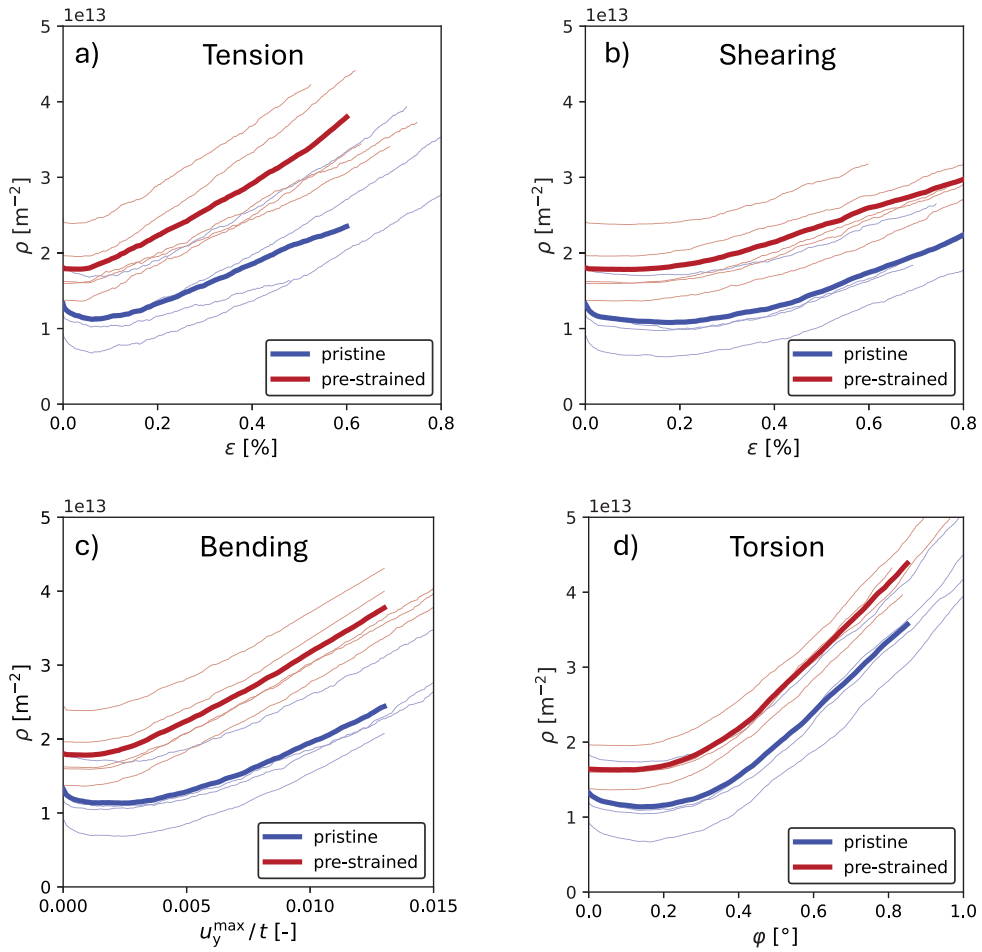 1e13
a)
Tension
5
4
3
2
1
0
ρ [m⁻²]
0.0 0.2 0.4 0.6 0.8
ε [%]
pristine
pre-strained
1e13
b)
Shearing
5
4
3
2
1
0
ρ [m⁻²]
0.0 0.2 0.4 0.6 0.8
ε [%]
pristine
pre-strained
1e13
c)
Bending
5
4
3
2
1
0
ρ [m⁻²]
0.000 0.005 0.010 0.015
u_y^max/t [-]
pristine
pre-strained
1e13
d)
Torsion
5
4
3
2
1
0
ρ [m⁻²]
0.0 0.2 0.4 0.6 0.8 1.0
φ [°]
pristine
pre-strained